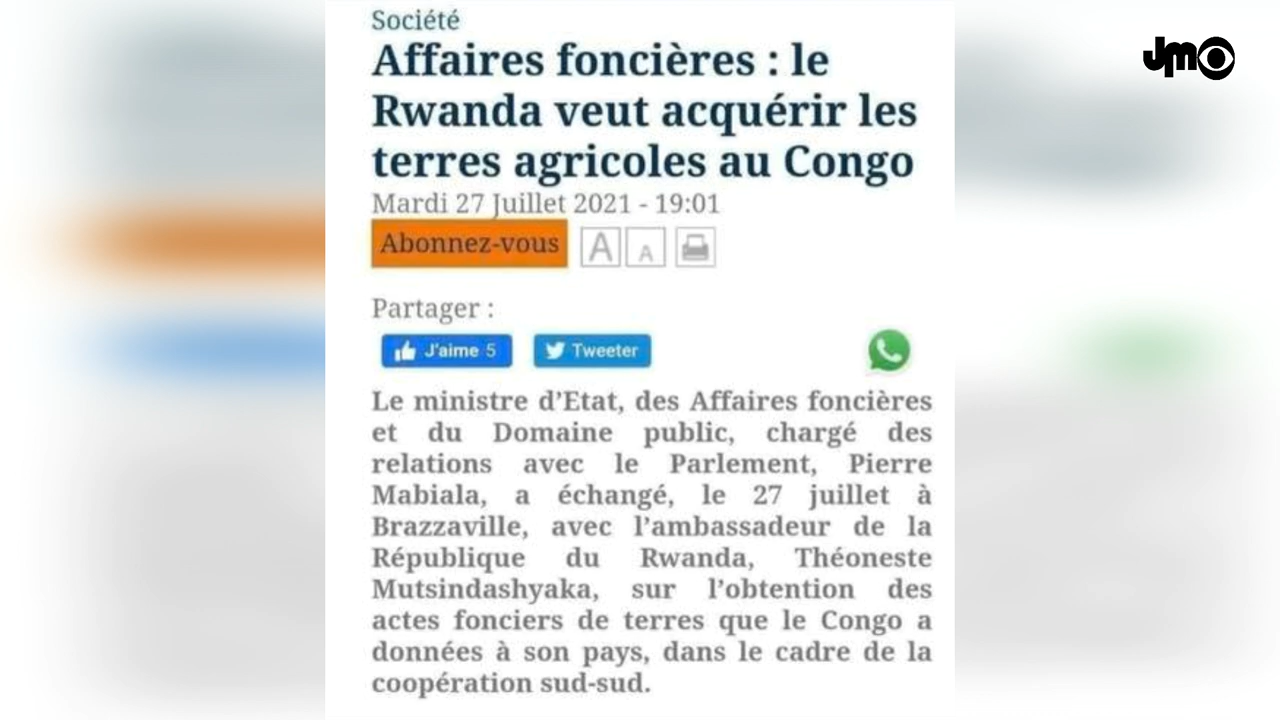 Société
Affaires foncières : le
Rwanda veut acquérir les
terres agricoles au Congo
Mardi 27 Juillet 2021 - 19:01
Abonnez-vous A A
Partager :
J'aime 5 Tweeter
Le ministre d'Etat, des Affaires foncières
et du Domaine public, chargé des
relations avec le Parlement, Pierre
Mabiala, a échangé, le 27 juillet à
Brazzaville, avec l'ambassadeur de la
République du Rwanda, Théoneste
Mutsindashyaka, sur l'obtention des
actes fonciers de terres que le Congo a
données à son pays, dans le cadre de la
coopération sud-sud.
JMO